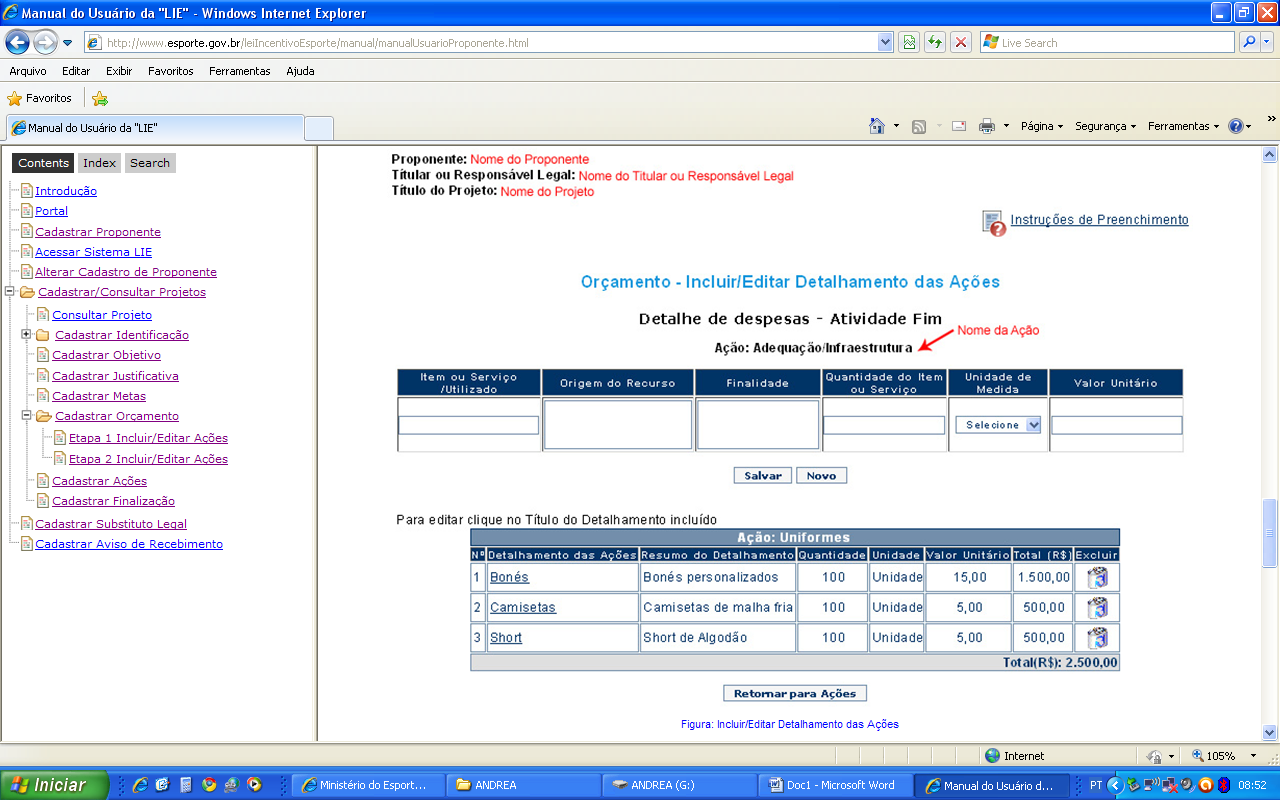 Manual do Usuário da "LIE" - Windows Internet Explorer
http://www.esporte.gov.br/leiIncentivoEsporte/manual/manualUsuarioProponente.html
Live Search
Arquivo Editar Exibir Favoritos Ferramentas Ajuda
Favoritos
Manual do Usuário da "LIE"
Página Segurança Ferramentas
Contents Index Search
Introdução
Portal
Cadastrar Proponente
Acessar Sistema LIE
Alterar Cadastro de Proponente
Cadastrar/Consultar Projetos
Consultar Projeto
Cadastrar Identificação
Cadastrar Objetivo
Cadastrar Justificativa
Cadastrar Metas
Cadastrar Orçamento
Etapa 1 Incluir/Editar Ações
Etapa 2 Incluir/Editar Ações
Cadastrar Ações
Cadastrar Finalização
Cadastrar Substituto Legal
Cadastrar Aviso de Recebimento
Proponente: Nome do Proponente
Títular ou Responsável Legal: Nome do Titular ou Responsável Legal
Título do Projeto: Nome do Projeto
Instruções de Preenchimento
Orçamento - Incluir/Editar Detalhamento das Ações
Detalhe de despesas - Atividade Fim
Nome da Ação
Ação: Adequação/Infraestrutura
Item ou Serviço /Utilizado Origem do Recurso Finalidade Quantidade do Item ou Serviço Unidade de Medida Valor Unitário
Selecione
Salvar Novo
Para editar clique no Título do Detalhamento incluído
Ação: Uniformes
Nº Detalhamento das Ações Resumo do Detalhamento Quantidade Unidade Valor Unitário Total (R$) Excluir
1 Bonés Bonés personalizados 100 Unidade 15,00 1.500,00
2 Camisetas Camisetas de malha fria 100 Unidade 5,00 500,00
3 Short Short de Algodão 100 Unidade 5,00 500,00
Total(R$): 2.500,00
Retornar para Ações
Figura: Incluir/Editar Detalhamento das Ações
Internet 105%
Iniciar Ministério do Esport... ANDREA ANDREA (G:) Doc1 - Microsoft Word Manual do Usuário d... PT 08:52